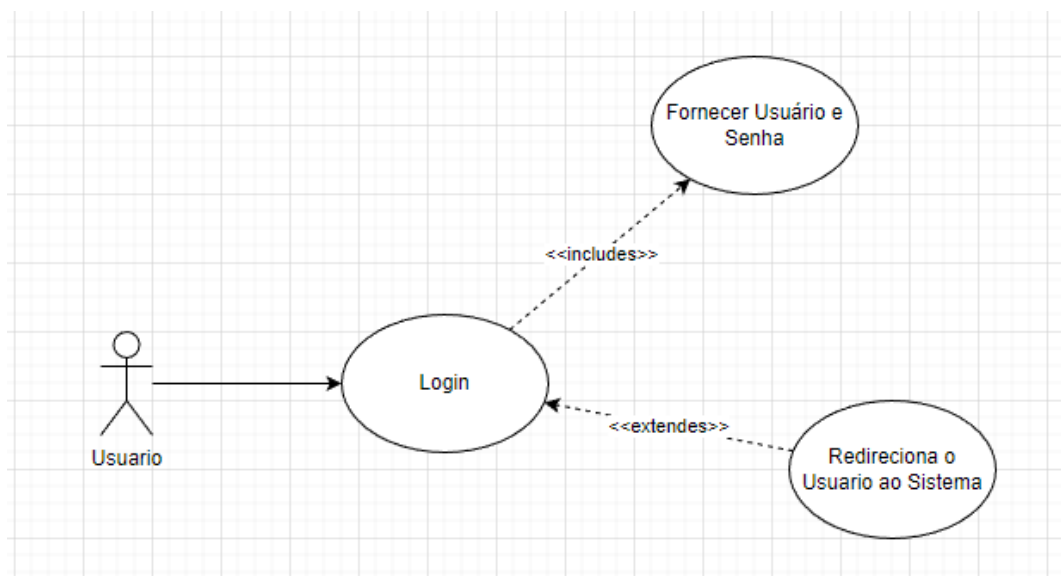 Fornecer Usuário e
Senha
<<includes>>
Login
<<extendes>>
Usuario
Redireciona o
Usuario ao Sistema